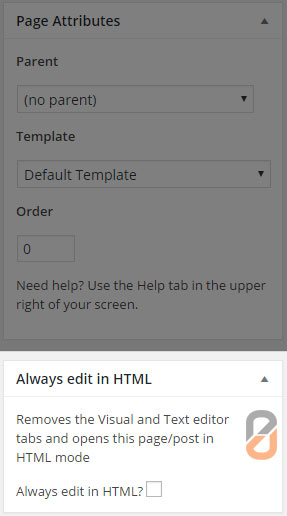 Page Attributes
Parent
(no parent)
Template
Default Template
Order
0
Need help? Use the Help tab in the upper
right of your screen.
Always edit in HTML
Removes the Visual and Text editor
tabs and opens this page/post in
HTML mode
Always edit in HTML?